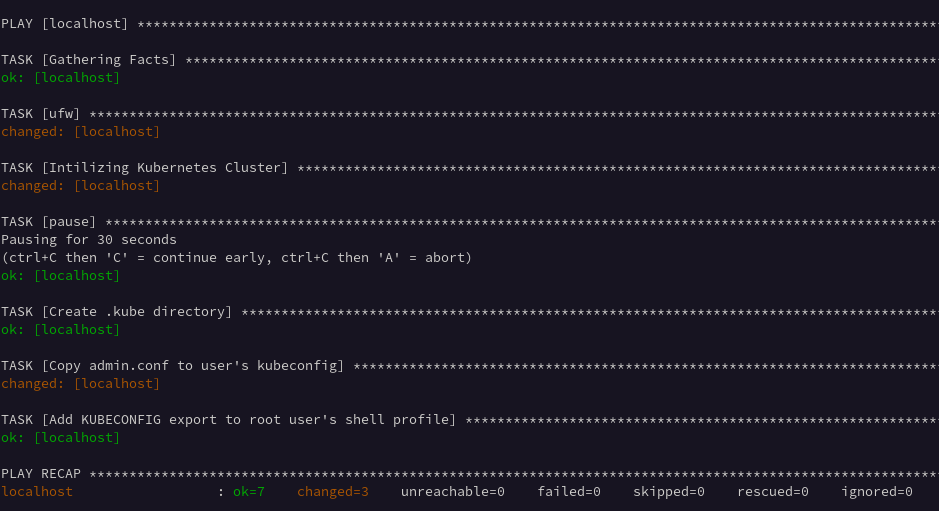 PLAY [localhost] ****************************************************************************************************
TASK [Gathering Facts] **********************************************************************************************
ok: [localhost]
TASK [ufw] **********************************************************************************************************
changed: [localhost]
TASK [Intilizing Kubernetes Cluster] ********************************************************************************
changed: [localhost]
TASK [pause] ********************************************************************************************************
Pausing for 30 seconds
(ctrl+C then 'C' = continue early, ctrl+C then 'A' = abort)
ok: [localhost]
TASK [Create .kube directory] ***************************************************************************************
ok: [localhost]
TASK [Copy admin.conf to user's kubeconfig] *************************************************************************
changed: [localhost]
TASK [Add KUBECONFIG export to root user's shell profile] ***********************************************************
ok: [localhost]
PLAY RECAP **********************************************************************************************************
localhost                  : ok=7    changed=3    unreachable=0    failed=0    skipped=0    rescued=0    ignored=0